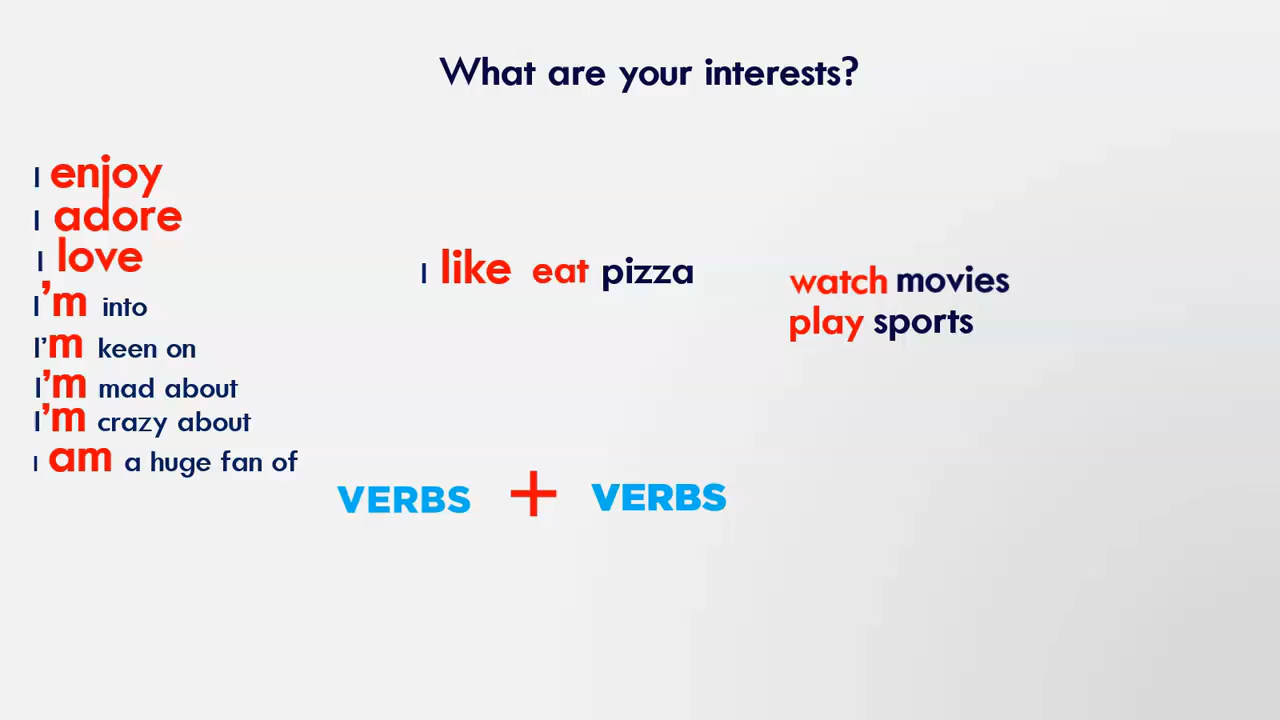 What are your interests?
I enjoy
I adore
I love
I'm into
I'm keen on
I'm mad about
I'm crazy about
I am a huge fan of
I like eat pizza
watch movies
play sports
VERBS + VERBS